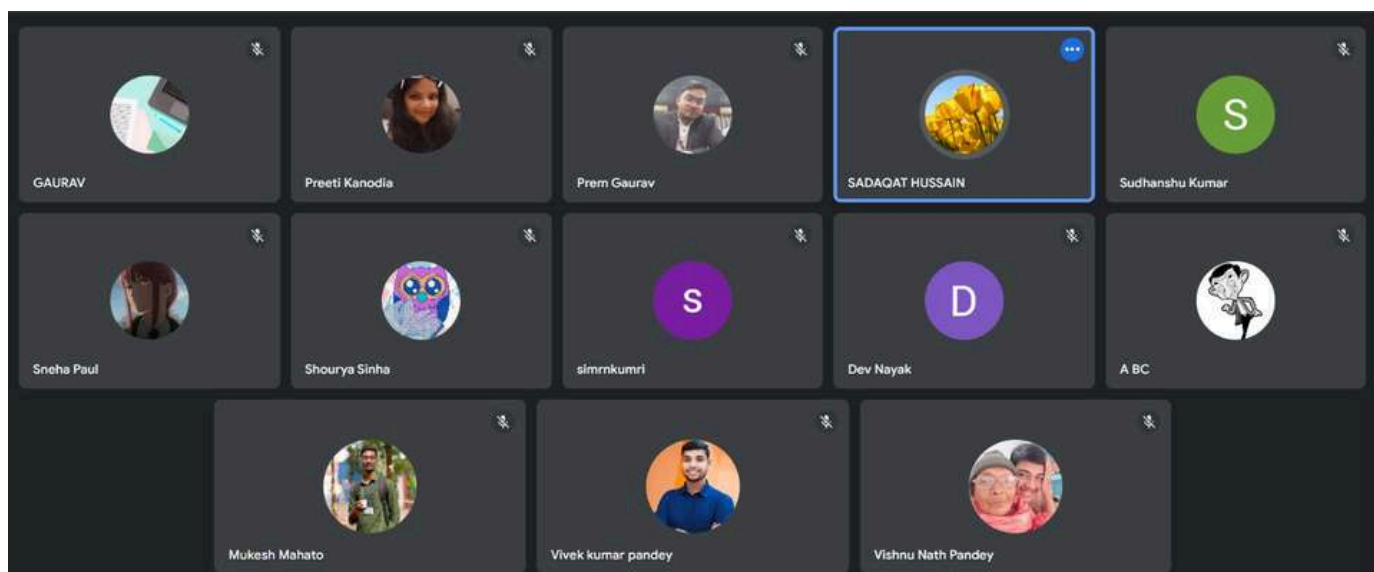 GAURAV
Preeti Kanodia
Prem Gaurav
SADAQAT HUSSAIN
S
Sudhanshu Kumar
Sneha Paul
Shourya Sinha
S
simrnkumri
D
Dev Nayak
A BC
Mukesh Mahato
Vivek kumar pandey
Vishnu Nath Pandey